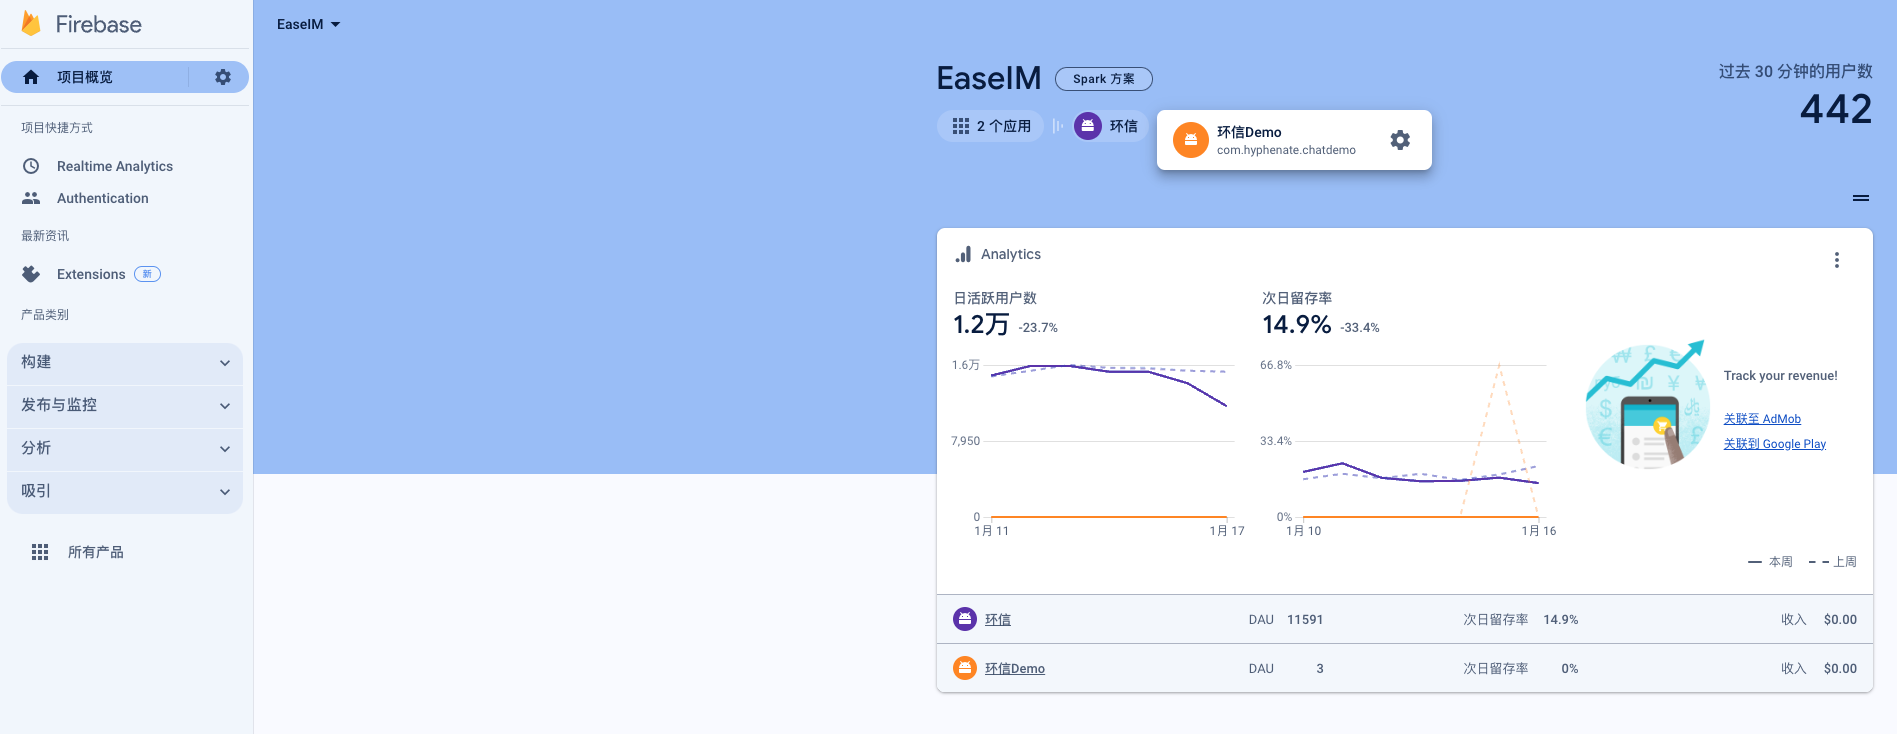 Firebase
EaseIM
项目概览
项目快捷方式
Realtime Analytics
Authentication
最新资讯
Extensions 新
产品类别
构建
发布与监控
分析
吸引
所有产品
EaseIM Spark 方案
2 个应用 环信
环信Demo
com.hyphenate.chatdemo
过去 30 分钟的用户数
442
Analytics
日活跃用户数
1.2万 -23.7%
1.6万
7,950
0
1月 11 1月 17
次日留存率
14.9% -33.4%
66.8%
33.4%
0%
1月 10 1月 16
Track your revenue!
关联至 AdMob
关联到 Google Play
本周 上周
环信 DAU 11591 次日留存率 14.9% 收入 $0.00
环信Demo DAU 3 次日留存率 0% 收入 $0.00